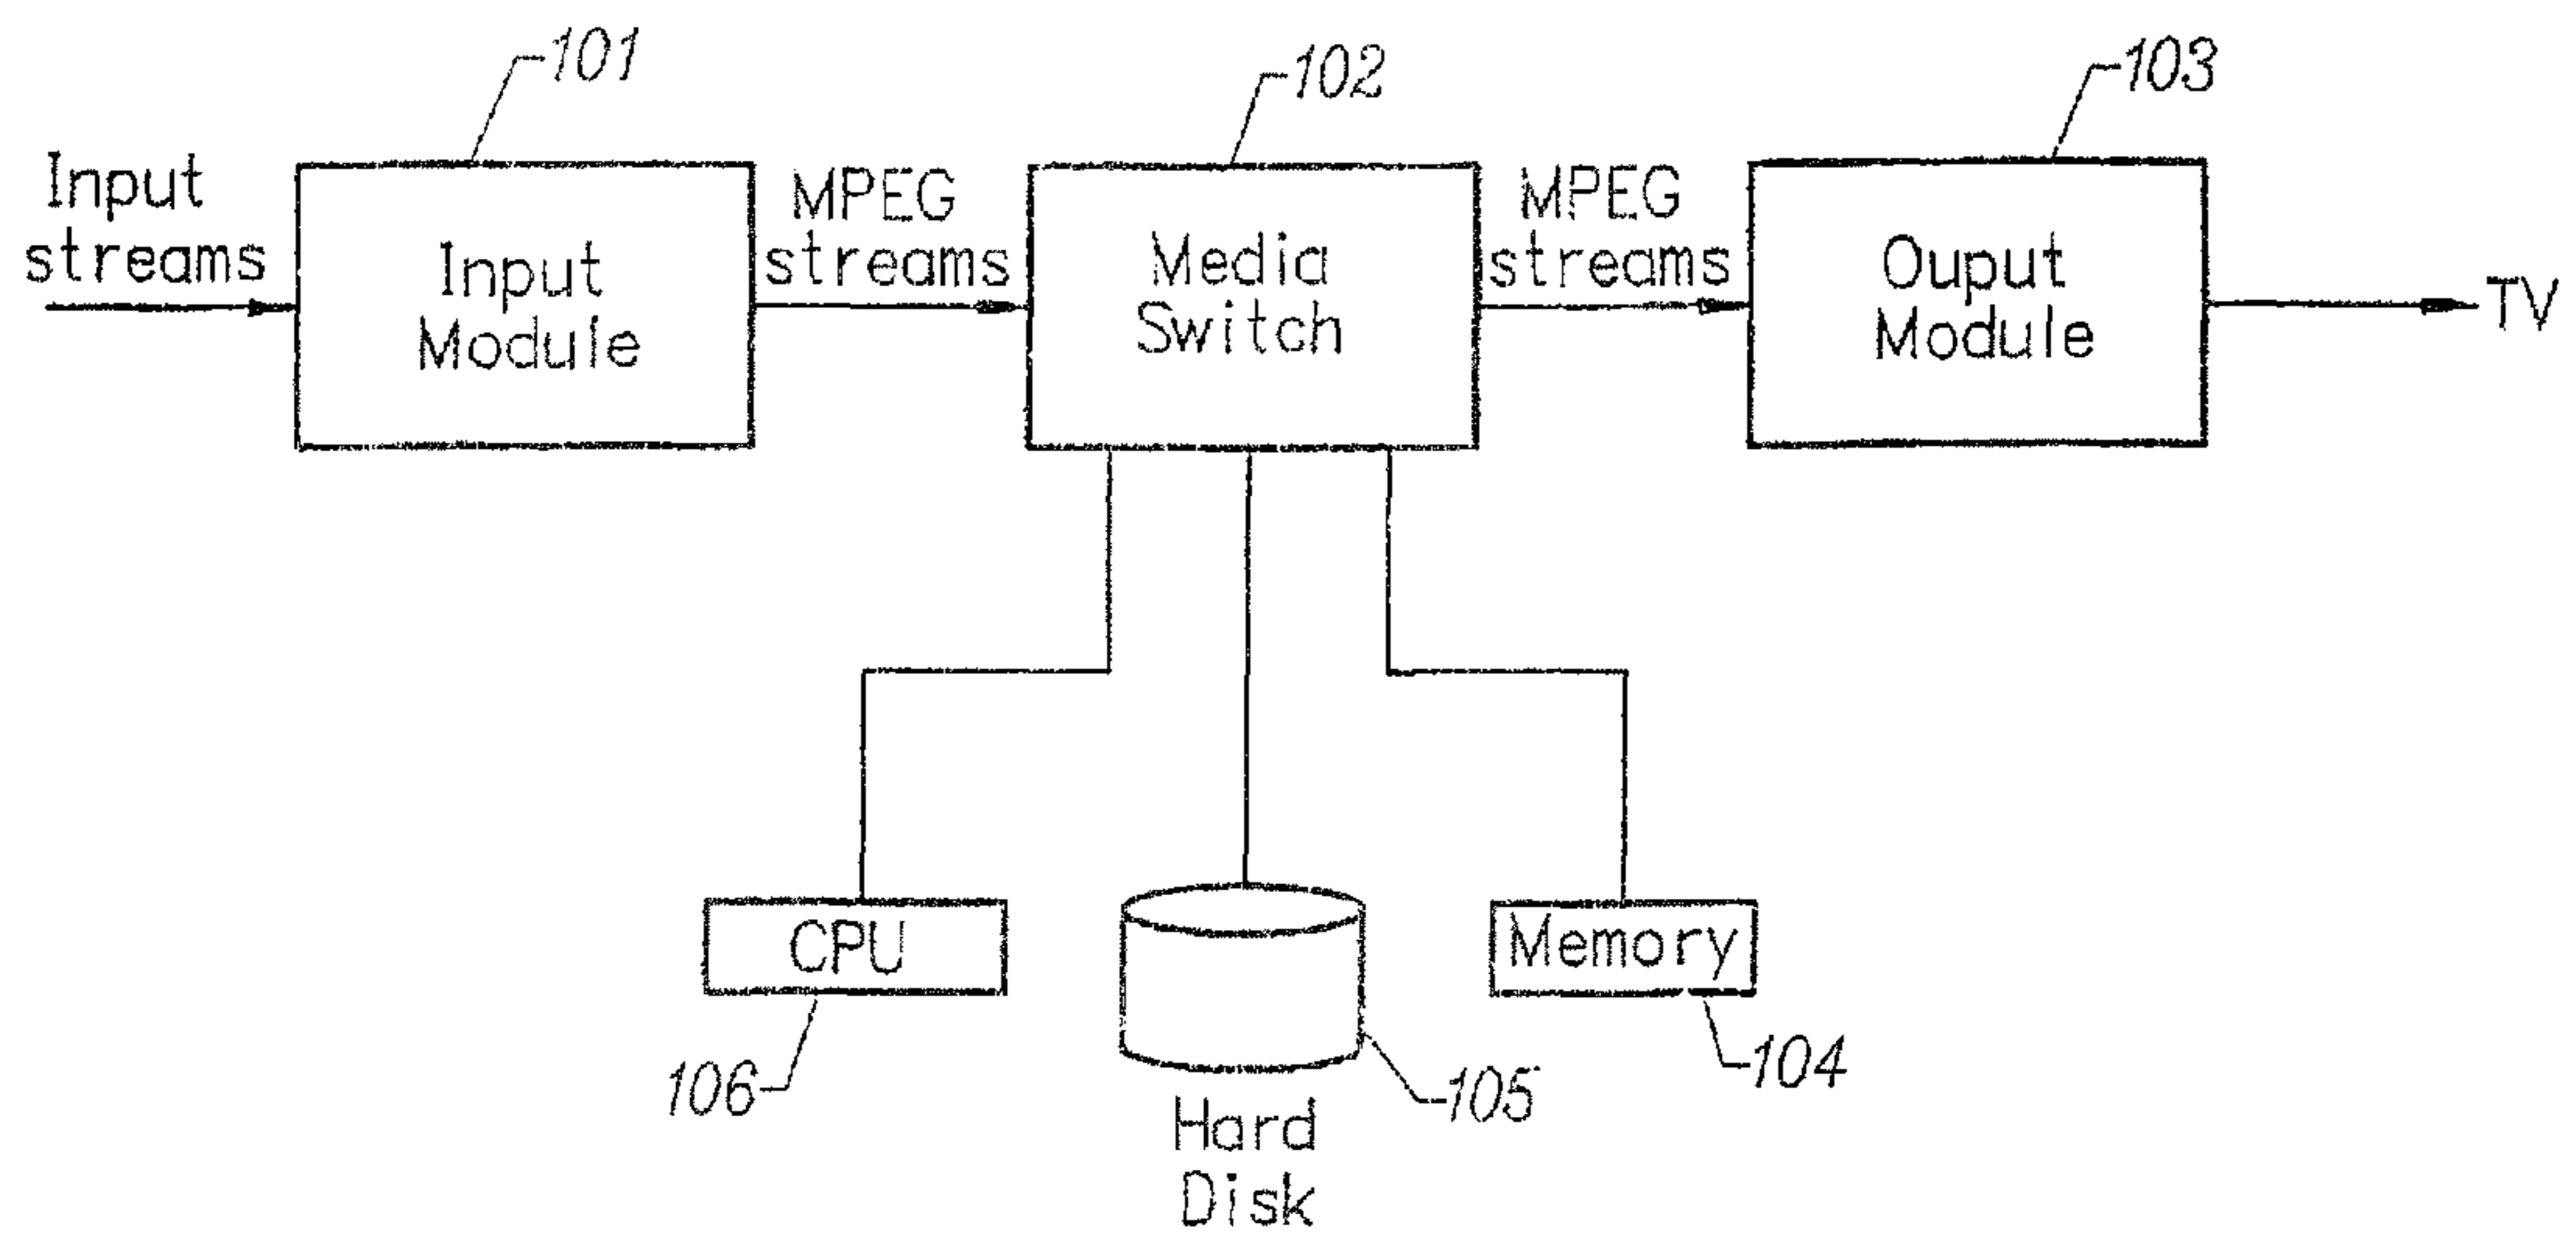 101
102
103
Input
streams
Input
Module
MPEG
streams
Media
Switch
MPEG
streams
Ouput
Module
TV
CPU
Memory
106
105
104
Hard
Disk